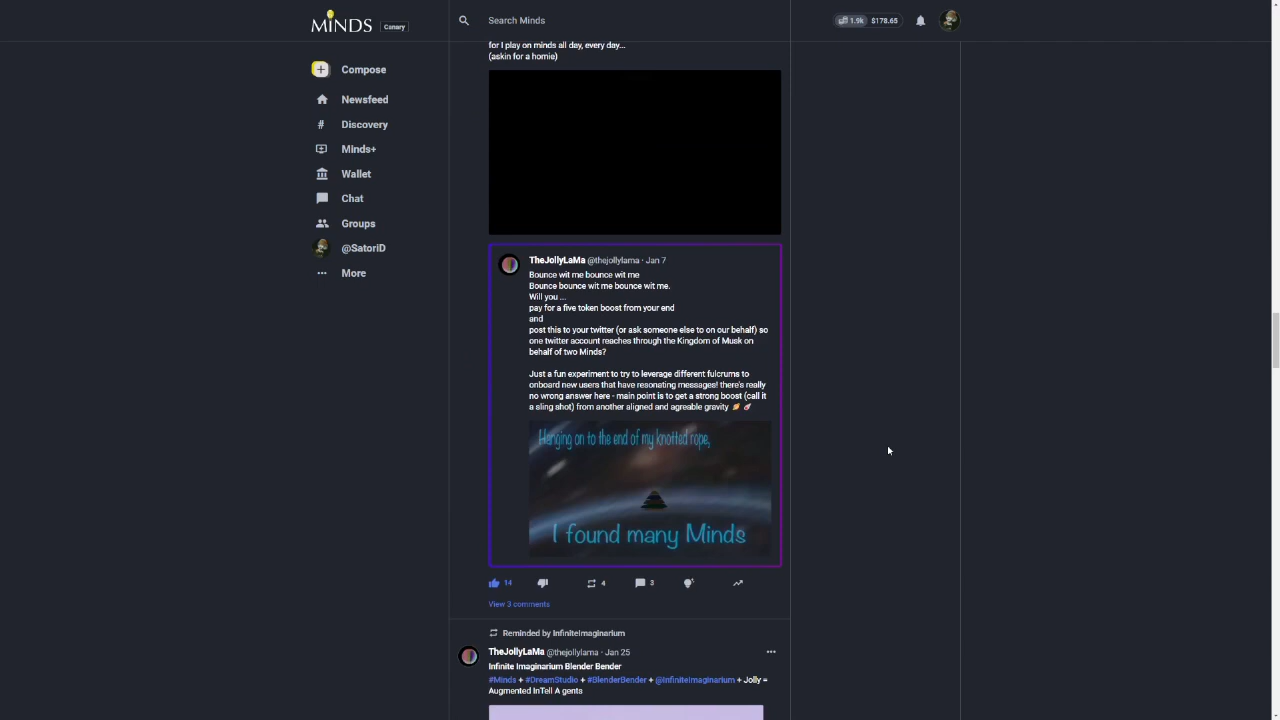 MINDS
Canary
Search Minds
1.9k $178.65
Compose
Newsfeed
Discovery
Minds+
Wallet
Chat
Groups
@SatoriD
More
for I play on minds all day, every day...
(askin for a homie)
TheJollyLaMa @thejollylama · Jan 7
Bounce wit me bounce wit me
Bounce bounce wit me bounce wit me.
Will you ...
pay for a five token boost from your end
and
post this to your twitter (or ask someone else to on our behalf) so
one twitter account reaches through the Kingdom of Musk on
behalf of two Minds?
Just a fun experiment to try to leverage different fulcrums to
onboard new users that have resonating messages! there's really
no wrong answer here - main point is to get a strong boost (call it
a sling shot) from another aligned and agreable gravity 🪐 🚀
Hanging on to the end of my knotted rope,
I found many Minds
14
4
3
View 3 comments
Reminded by InfiniteImaginarium
TheJollyLaMa @thejollylama · Jan 25
Infinite Imaginarium Blender Bender
#Minds + #DreamStudio + #BlenderBender + @InfiniteImaginarium + Jolly =
Augmented InTell A gents